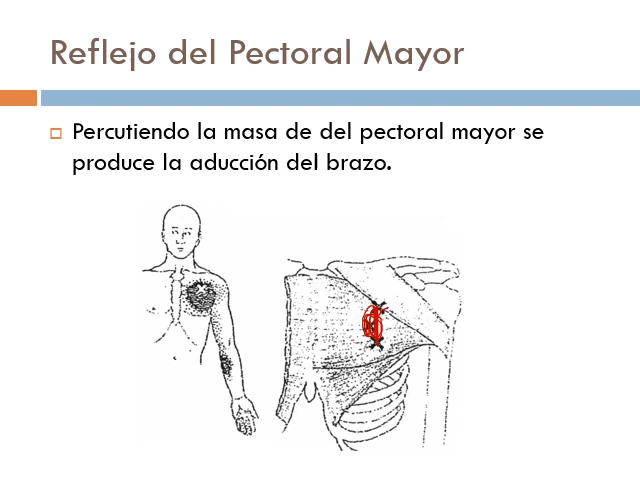 Reflejo del Pectoral Mayor
Percutiendo la masa de del pectoral mayor se
produce la aducción del brazo.